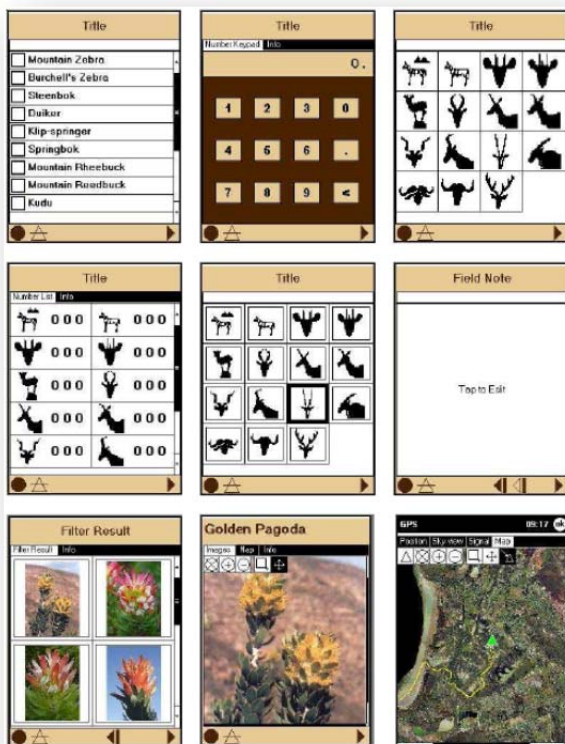 Title
Mountain Zebra
Burchell's Zebra
Steenbok
Duiker
Klip-springer
Springbok
Mountain Rheebuck
Mountain Reedbuck
Kudu
Title
Number Keypad Info
0.
1 2 3 0
4 5 6 .
7 8 9 <
Title
Title
Number List Info
000 000
000 000
000 000
000 000
000 000
Title
Field Note
Tap to Exit
Filter Result
Filter Result Info
Golden Pagoda
Images Map Info
GPS 09:17 ok
Position Sky view Signal Map